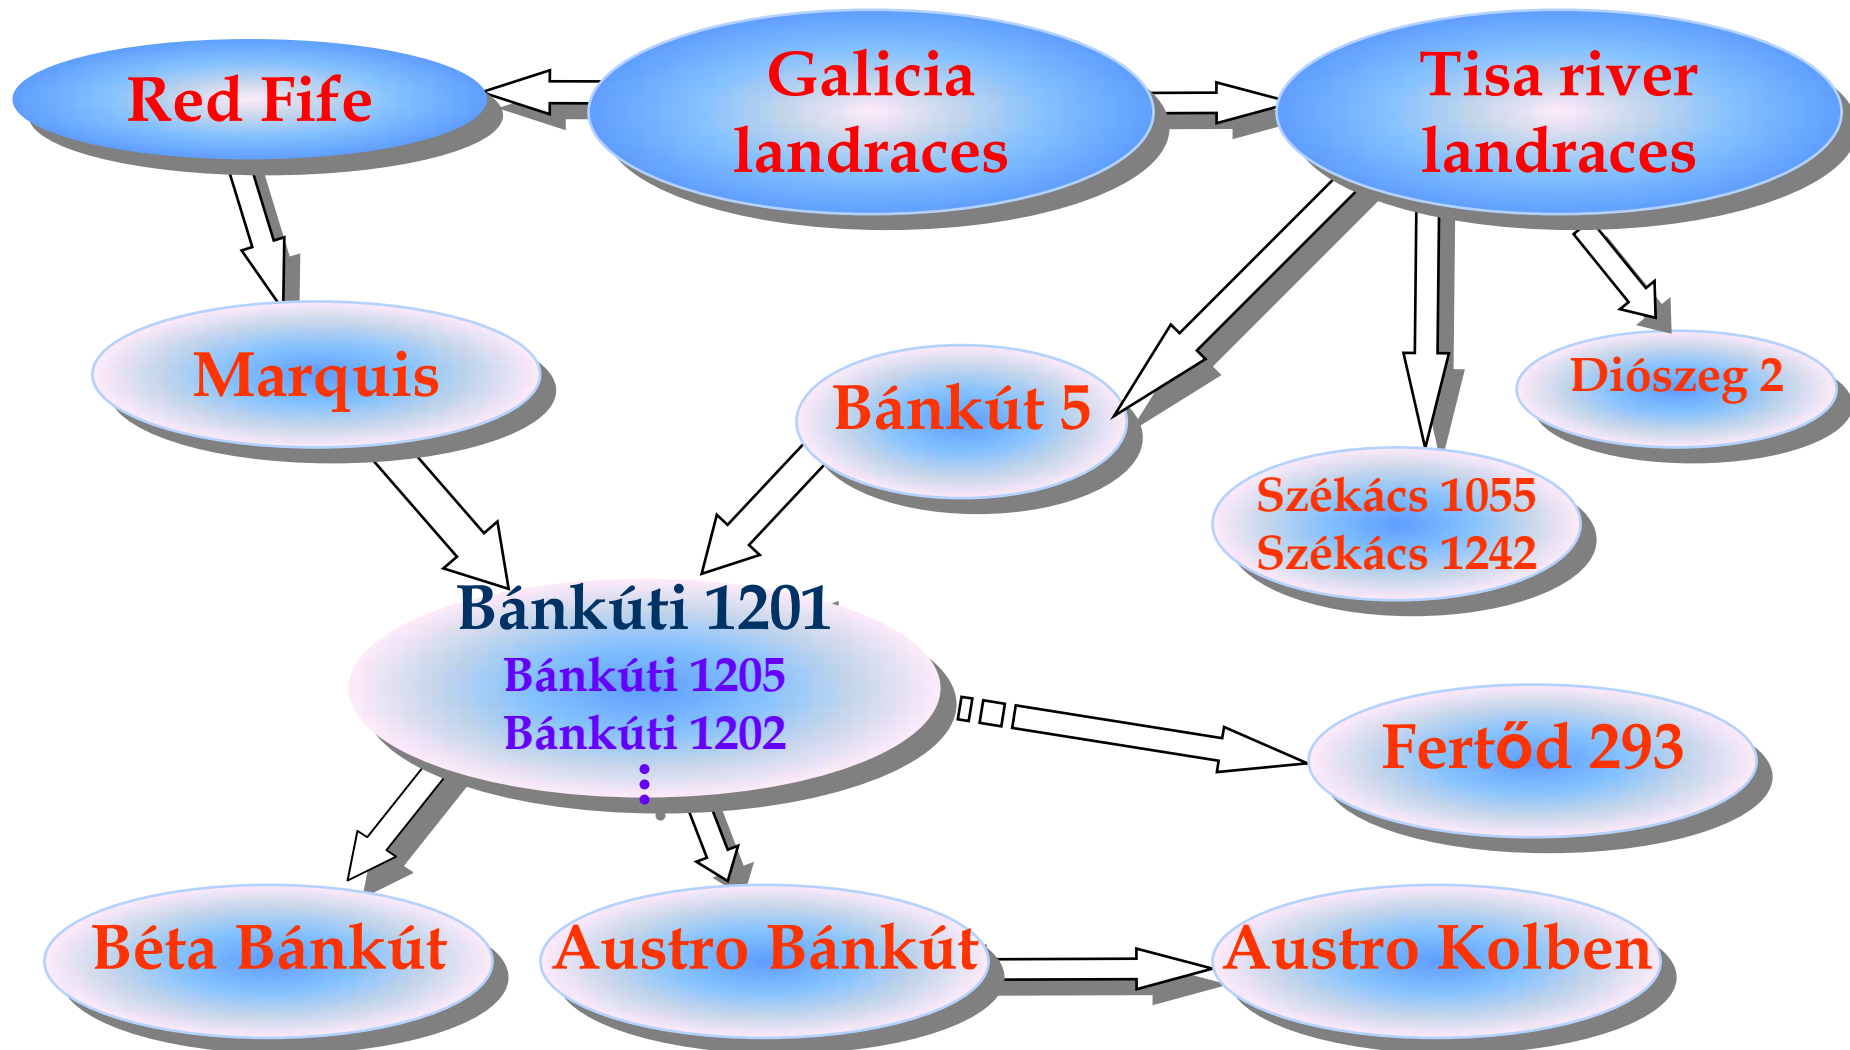 Red Fife
Galicia
landraces
Tisa river
landraces
Marquis
Bánkút 5
Diószeg 2
Székács 1055
Székács 1242
Bánkúti 1201
Bánkúti 1205
Bánkúti 1202
Fertőd 293
Béta Bánkút
Austro Bánkút
Austro Kolben